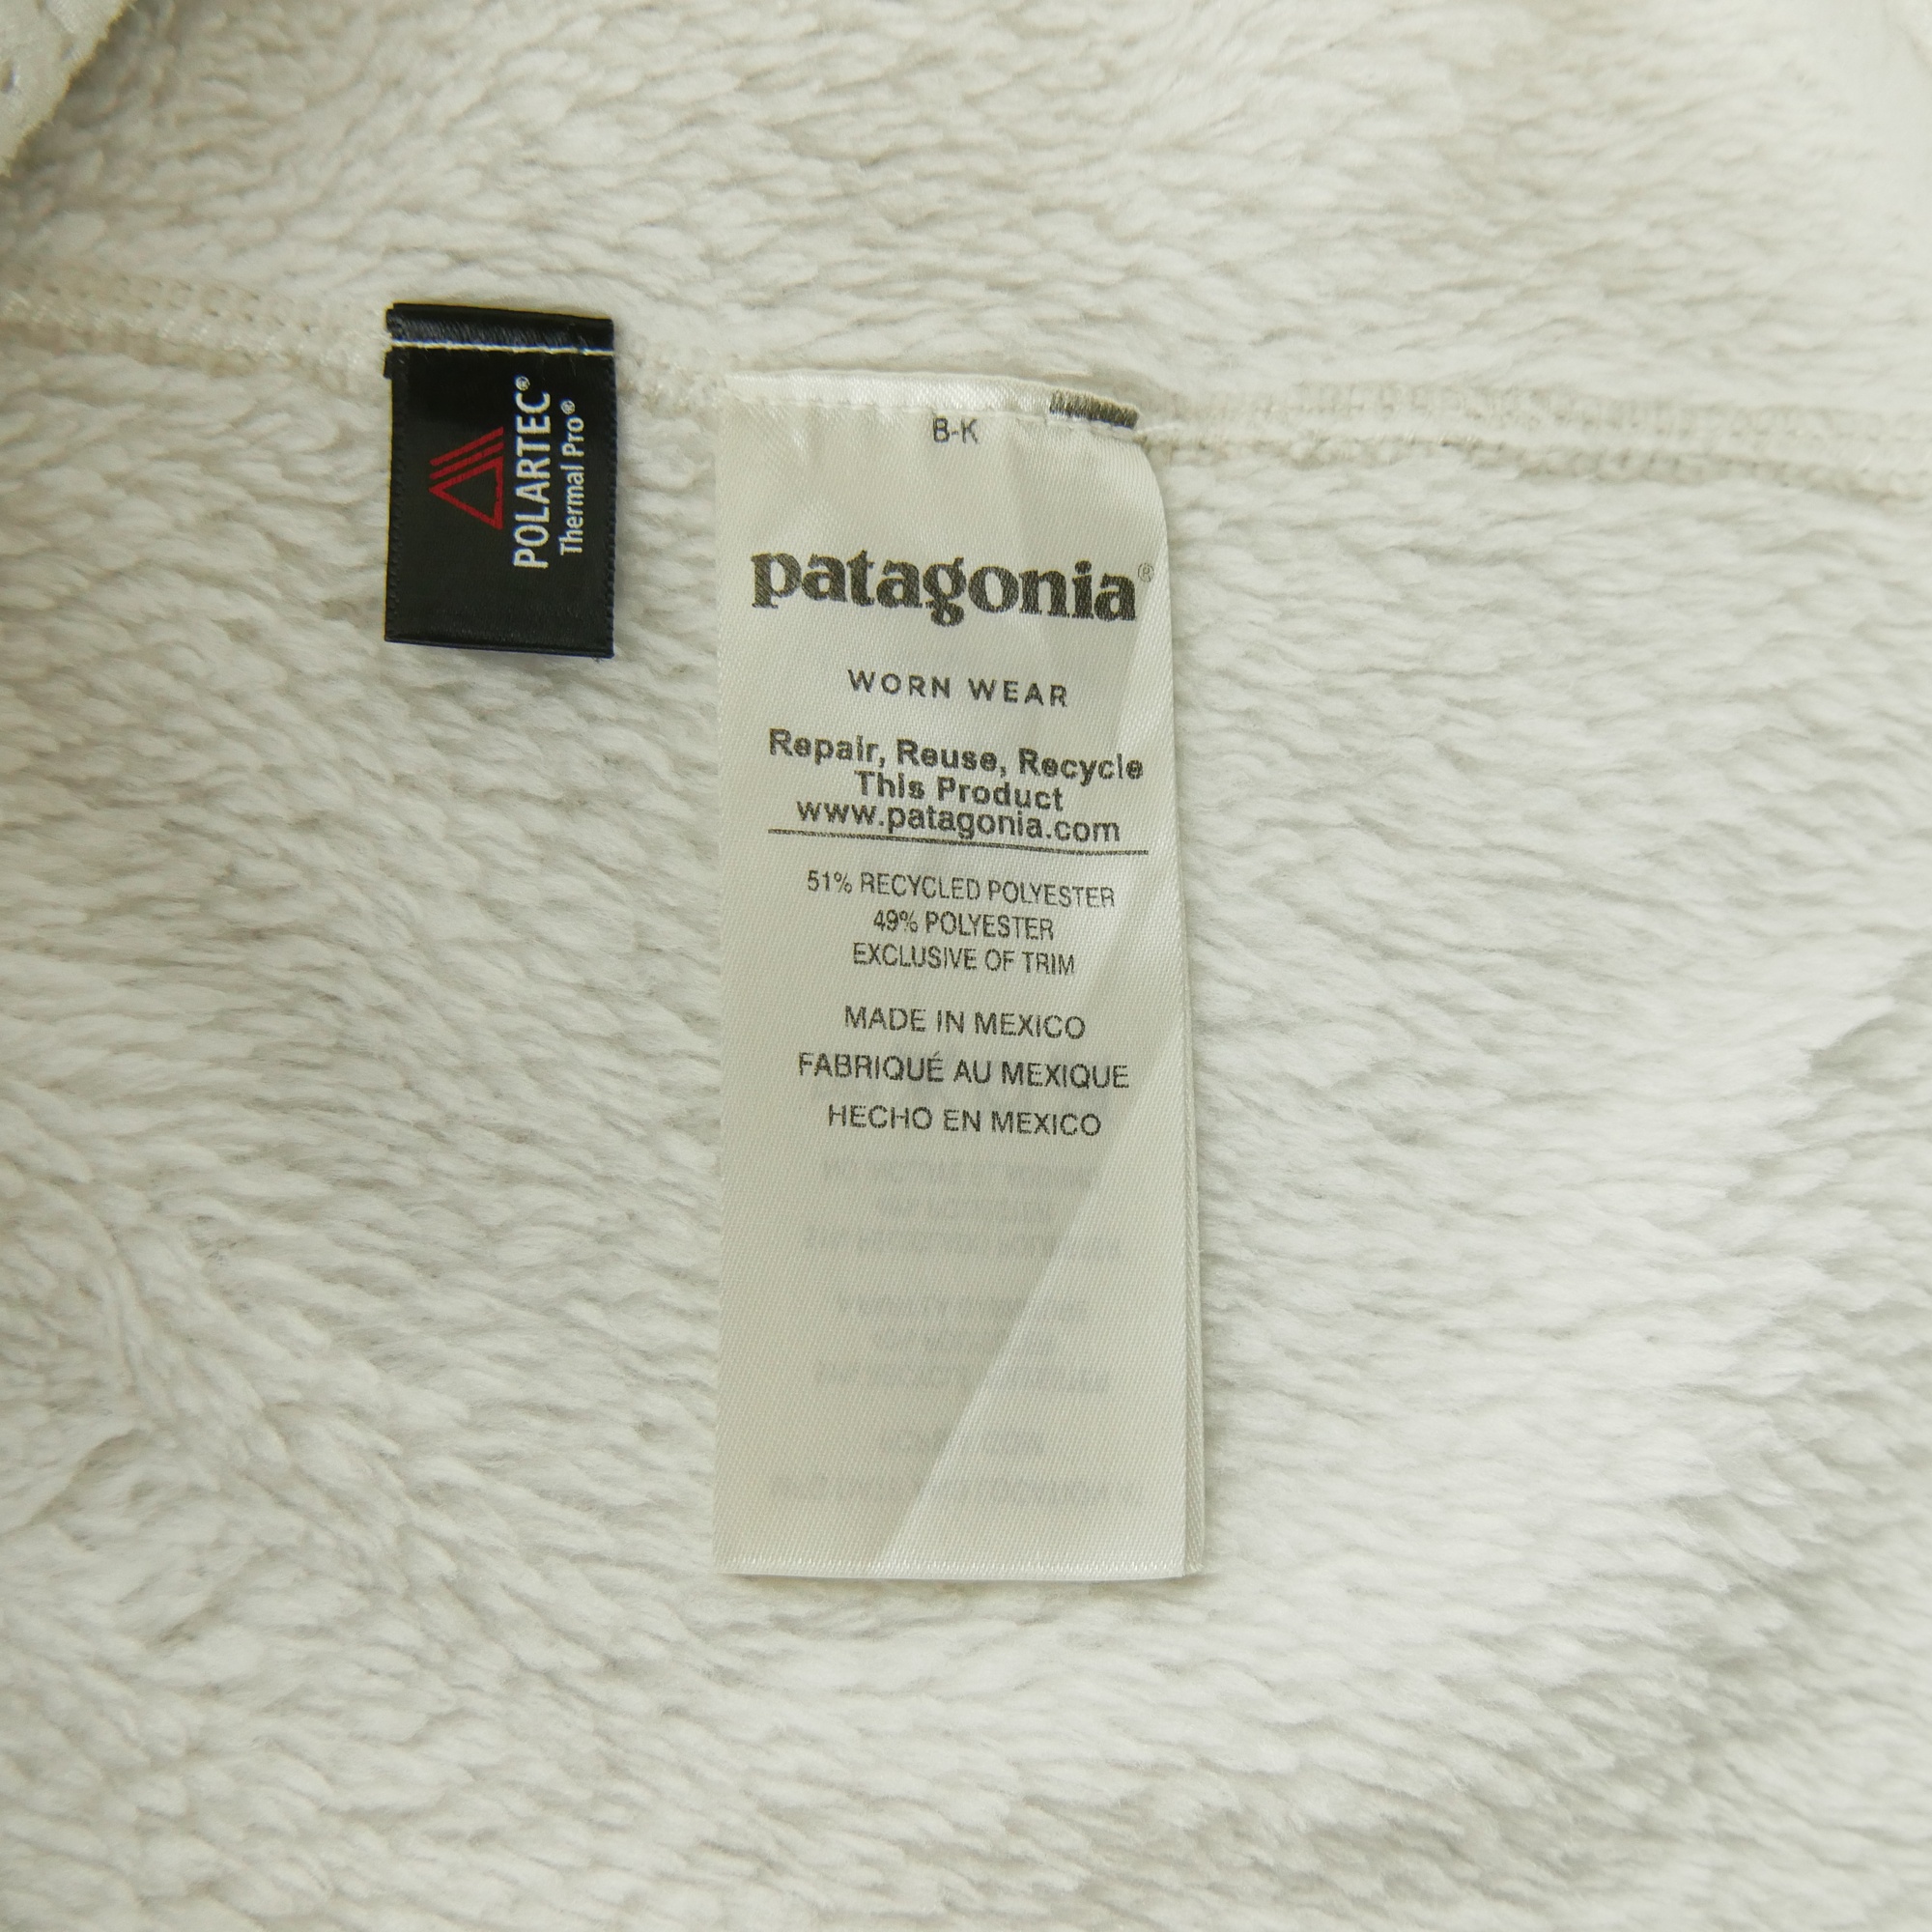 POLARTEC®
Thermal Pro®
B-K
patagonia®
WORN WEAR
Repair, Reuse, Recycle
This Product
www.patagonia.com
51% RECYCLED POLYESTER
49% POLYESTER
EXCLUSIVE OF TRIM
MADE IN MEXICO
FABRIQUÉ AU MEXIQUE
HECHO EN MEXICO